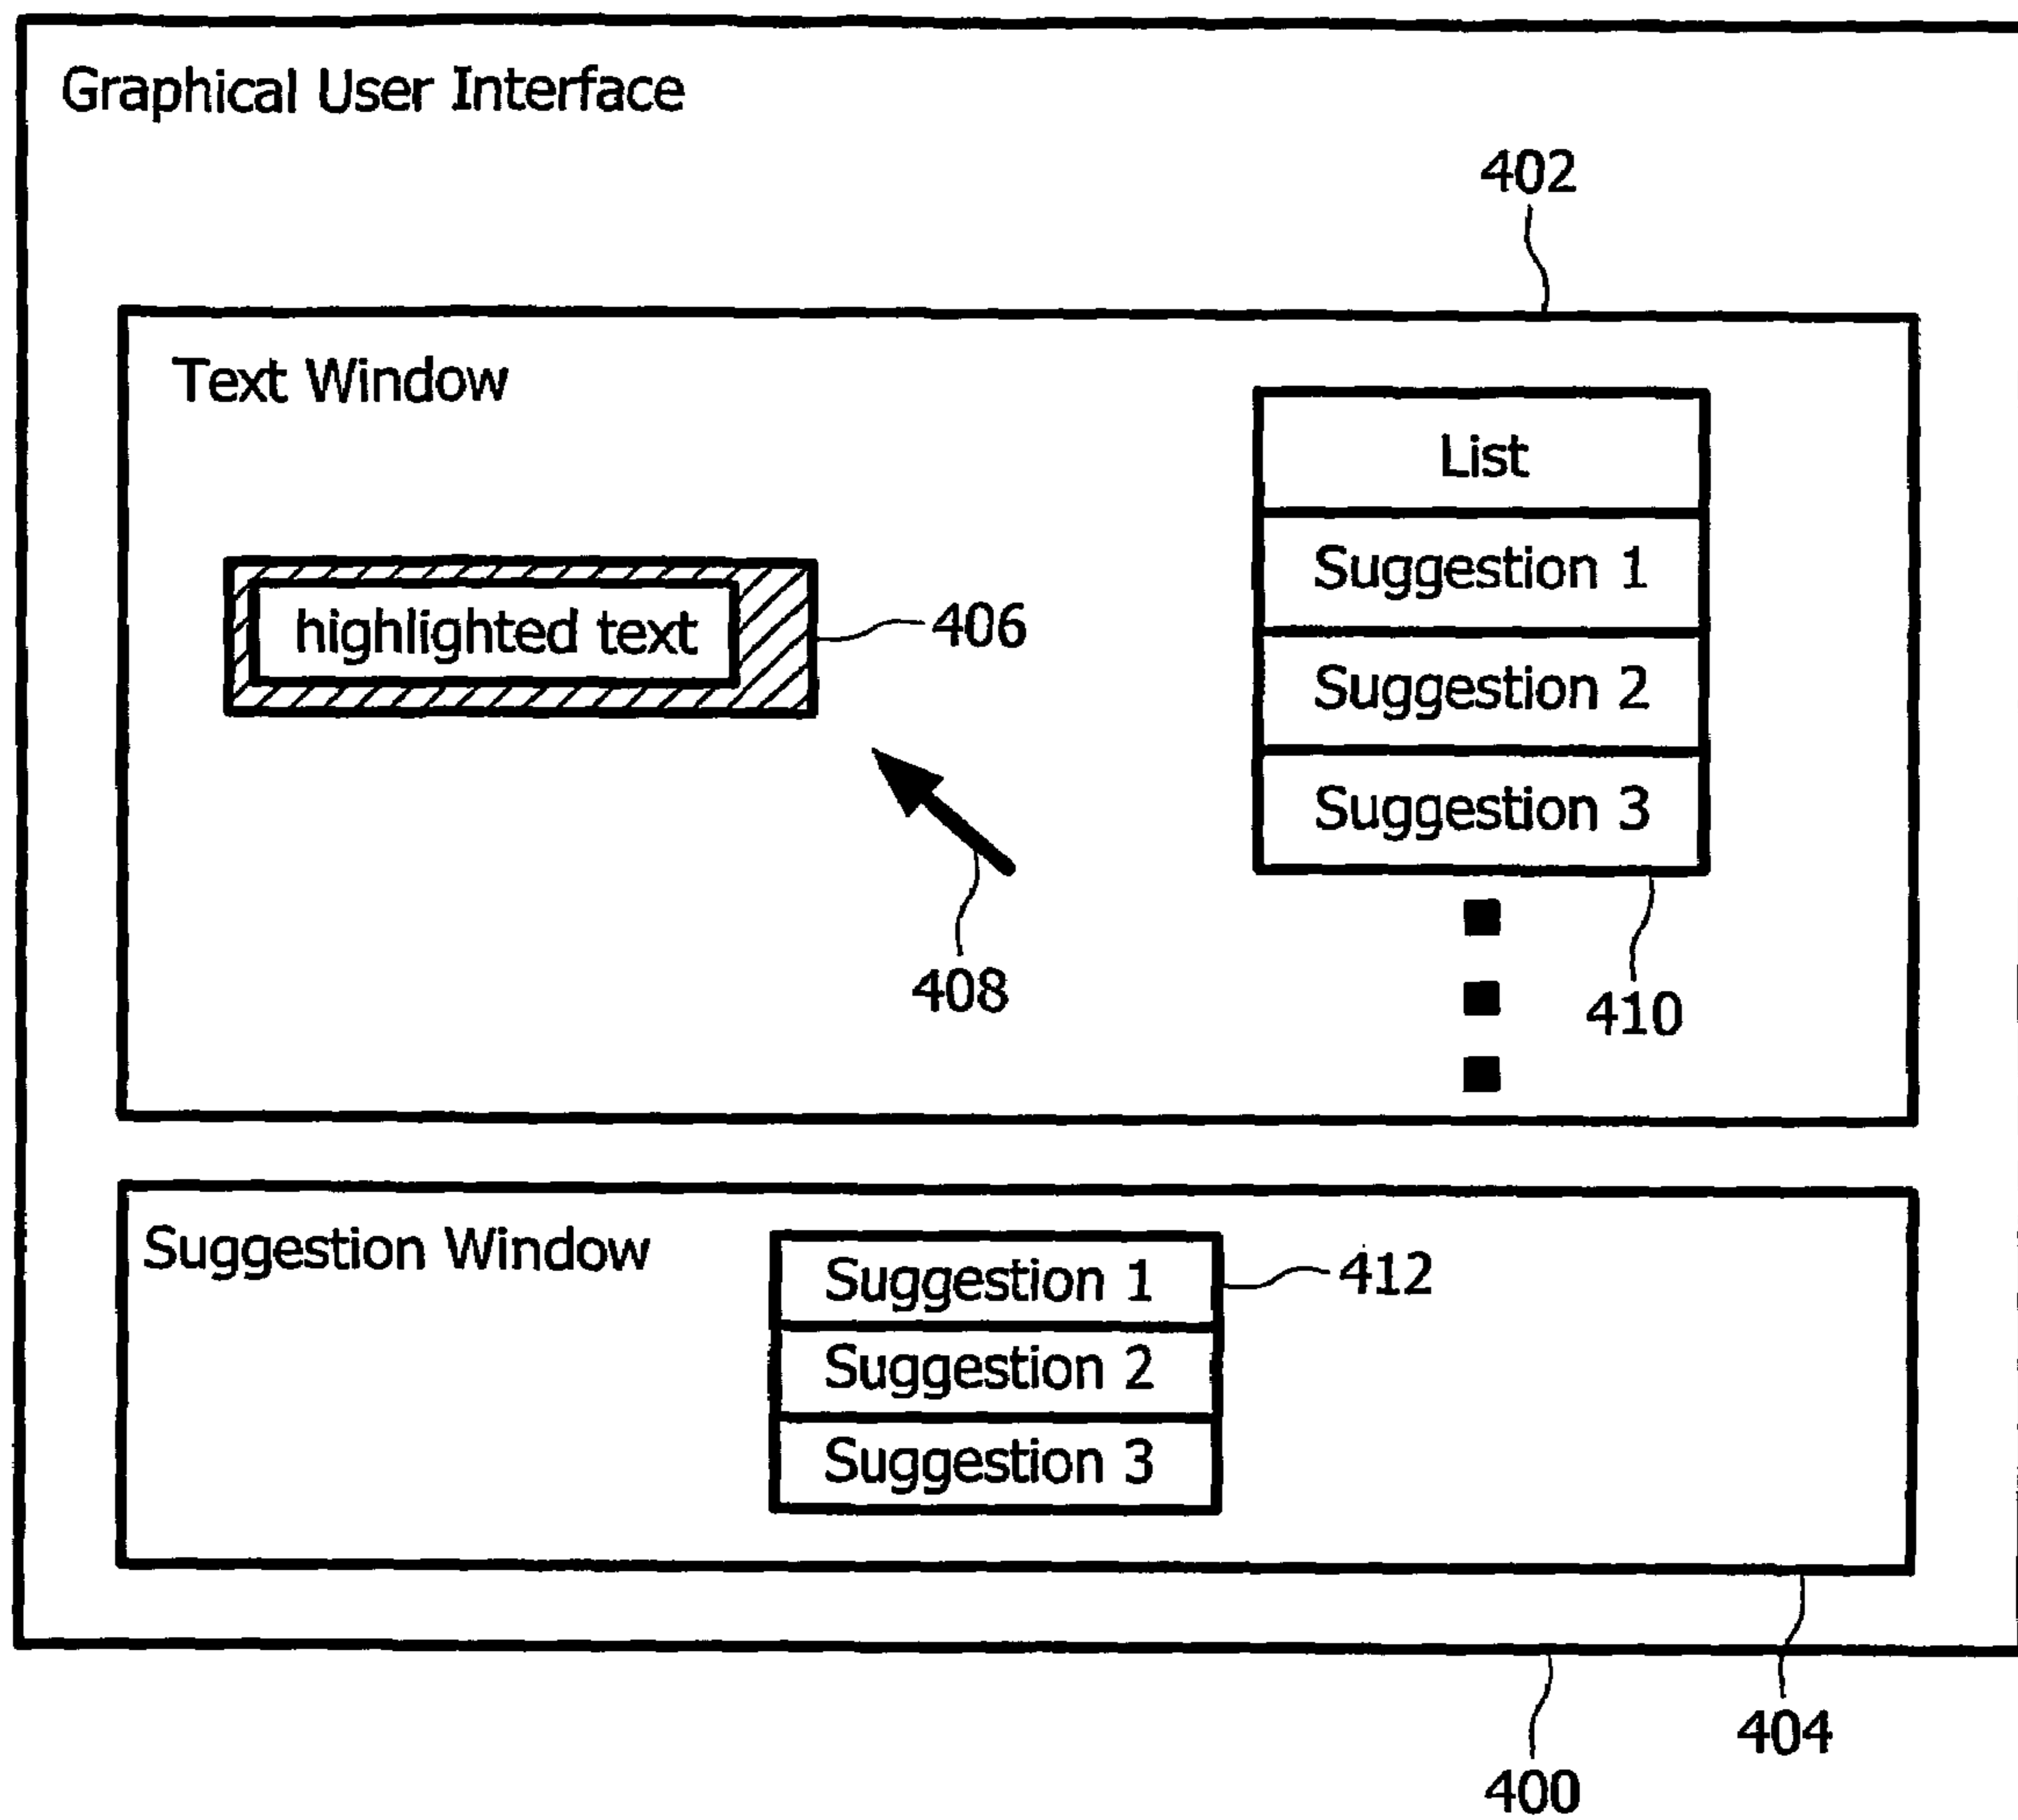 Graphical User Interface
402
Text Window
List
Suggestion 1
highlighted text
406
Suggestion 2
Suggestion 3
408
410
Suggestion Window
Suggestion 1
412
Suggestion 2
Suggestion 3
404
400